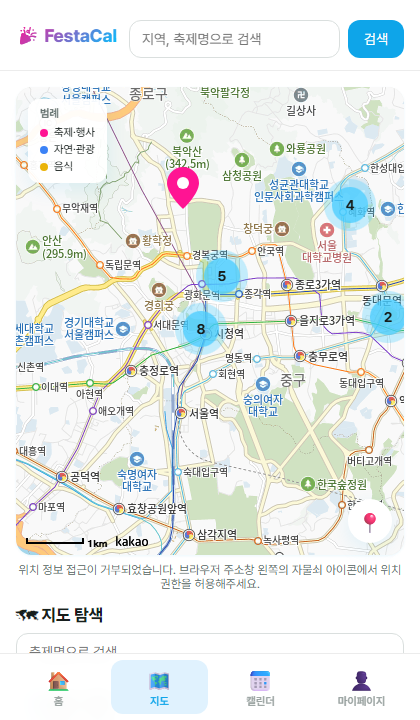 FestaCal
지역, 축제명으로 검색
검색
종로구
북악팔각정
길상사
범례
축제·행사
자연·관광
음식
북악산
(342.5m)
와룡공원
삼청공원
성균관대학교
인문사회과학캠퍼스
4
무악재역
안산
(295.9m)
황학정
창덕궁
서울
대학교병원
독립문역
경복궁역
안국역
5
경희궁
광화문역
종각역
종로3가역
동대문역
2
경기대학교
서울캠퍼스
서대문역
8
시청역
을지로3가역
신촌역
충정로역
명동역
충무로역
이대역
아현역
회현역
중구
동대입구역
애오개역
숭의여자
대학교
서울역
대흥역
버티고개역
공덕역
숙명여자
대학교
숙대입구역
한국숲정원
마포역
효창공원앞역
삼각지역
녹사평역
1km kakao
위치 정보 접근이 거부되었습니다. 브라우저 주소창 왼쪽의 자물쇠 아이콘에서 위치
권한을 허용해주세요.
지도 탐색
축제명으로 검색
홈
지도
캘린더
마이페이지